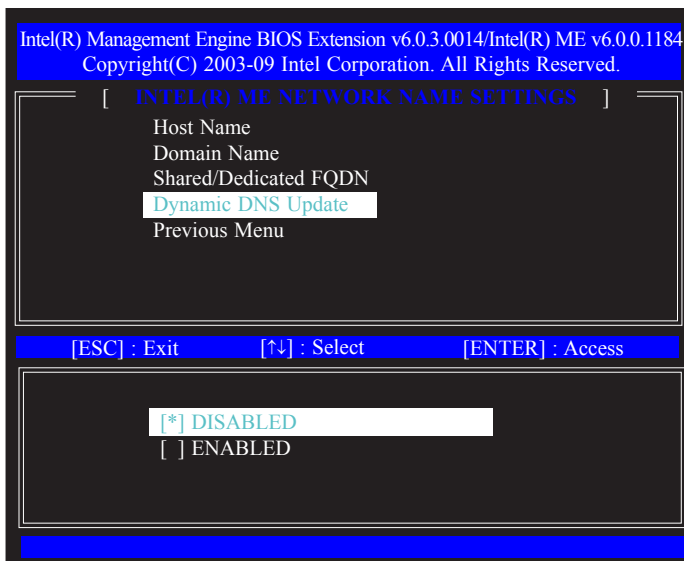 Intel(R) Management Engine BIOS Extension v6.0.3.0014/Intel(R) ME v6.0.0.1184
Copyright(C) 2003-09 Intel Corporation. All Rights Reserved.
[ INTEL(R) ME NETWORK NAME SETTINGS ]
Host Name
Domain Name
Shared/Dedicated FQDN
Dynamic DNS Update
Previous Menu
[ESC] : Exit [↑↓] : Select [ENTER] : Access
[*] DISABLED
[ ] ENABLED